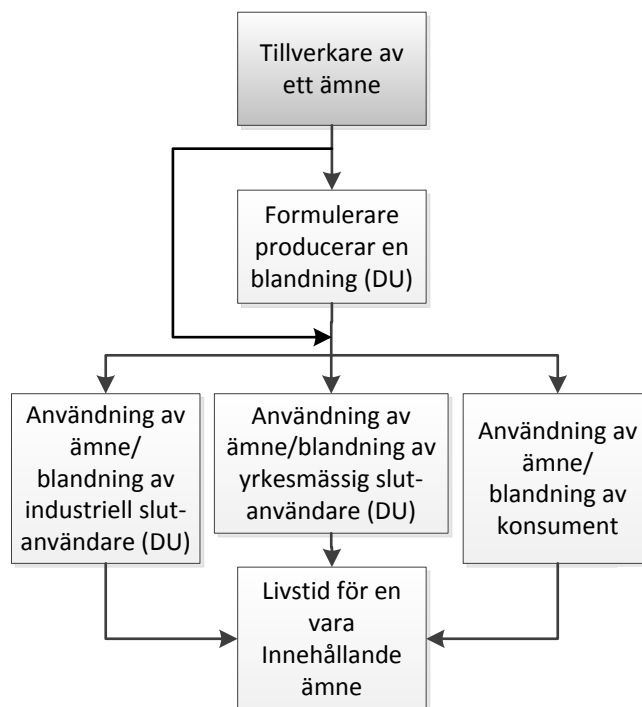 Tillverkare av
ett ämne
Formulerare
producerar en
blandning (DU)
Användning av
ämne/
blandning av
industriell slut-
användare (DU)
Användning av
ämne/blandning av
yrkesmässig slut-
användare (DU)
Användning av
ämne/
blandning av
konsument
Livstid för en
vara
Innehållande
ämne